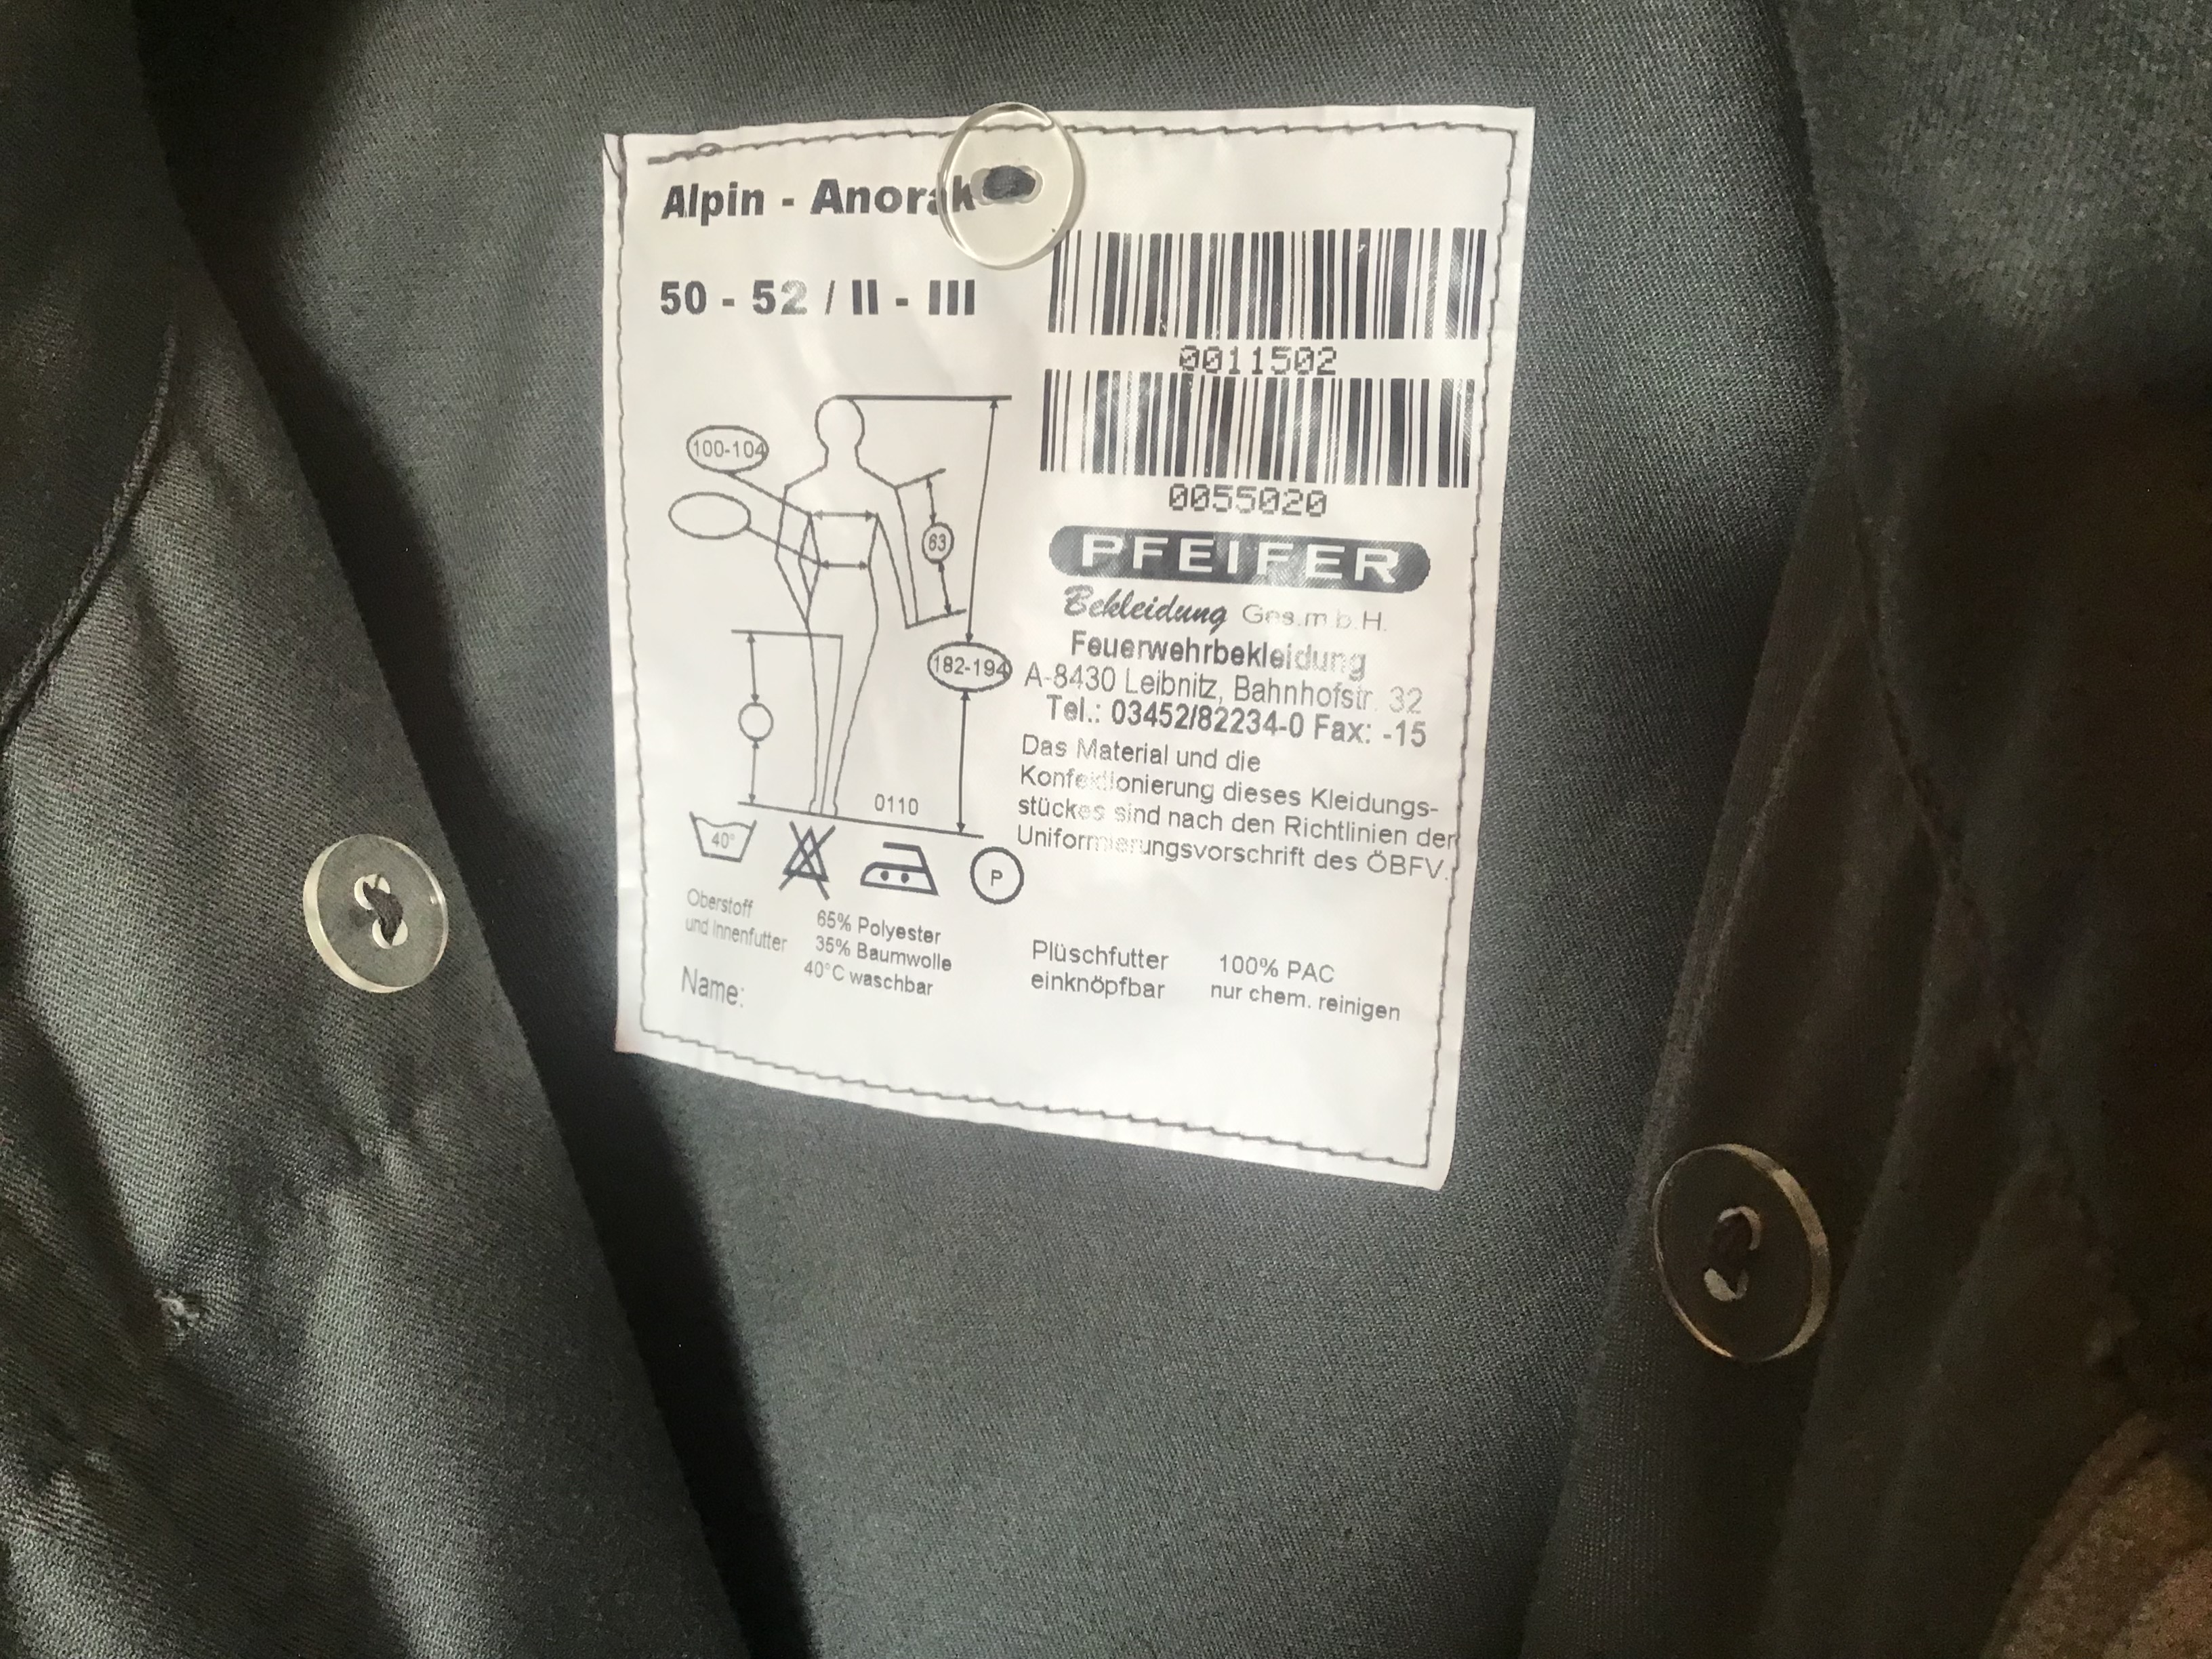 Alpin - Anorak
50 - 52 / II - III
0011502
0055020
100-104
63
182-194
0110
PFEIFER
Bekleidung Ges.m.b.H.
Feuerwehrbekleidung
A-8430 Leibnitz, Bahnhofstr. 32
Tel.: 03452/82234-0 Fax: -15
Das Material und die
Konfektionierung dieses Kleidungs-
stückes sind nach den Richtlinien der
Uniformierungsvorschrift des ÖBFV.
40°
P
Oberstoff
und Innenfutter
65% Polyester
35% Baumwolle
40°C waschbar
Plüschfutter
einknöpfbar
100% PAC
nur chem. reinigen
Name: